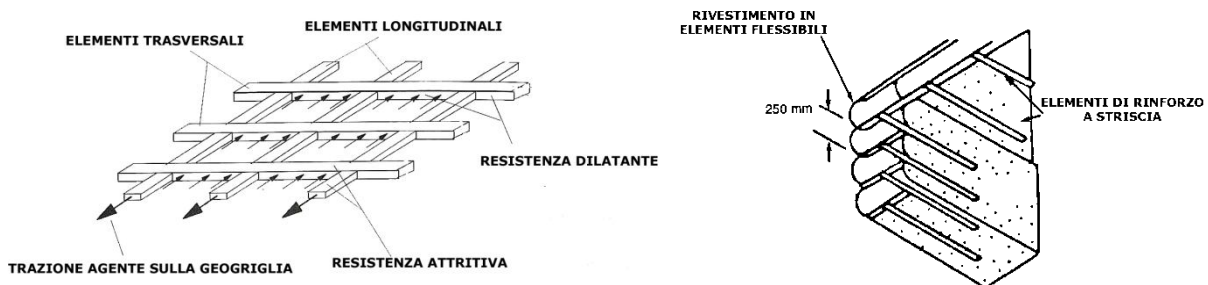 ELEMENTI LONGITUDINALI
ELEMENTI TRASVERSALI
RESISTENZA DILATANTE
RESISTENZA ATTRITIVA
TRAZIONE AGENTE SULLA GEOGRIGLIA
RIVESTIMENTO IN
ELEMENTI FLESSIBILI
250 mm
ELEMENTI DI RINFORZO
A STRISCIA